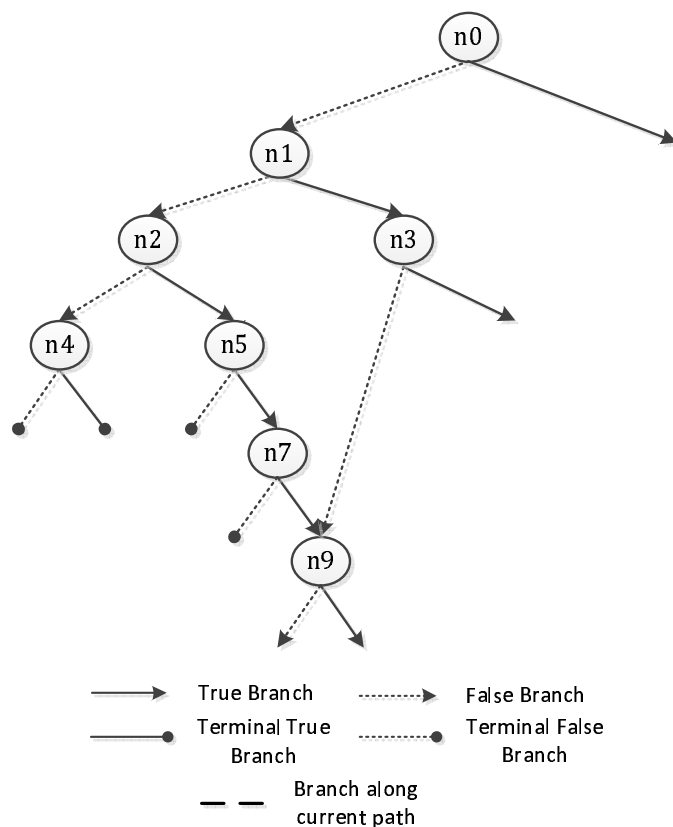 n0
n1
n2
n3
n4
n5
n7
n9
True Branch
False Branch
Terminal True
Branch
Terminal False
Branch
Branch along
current path